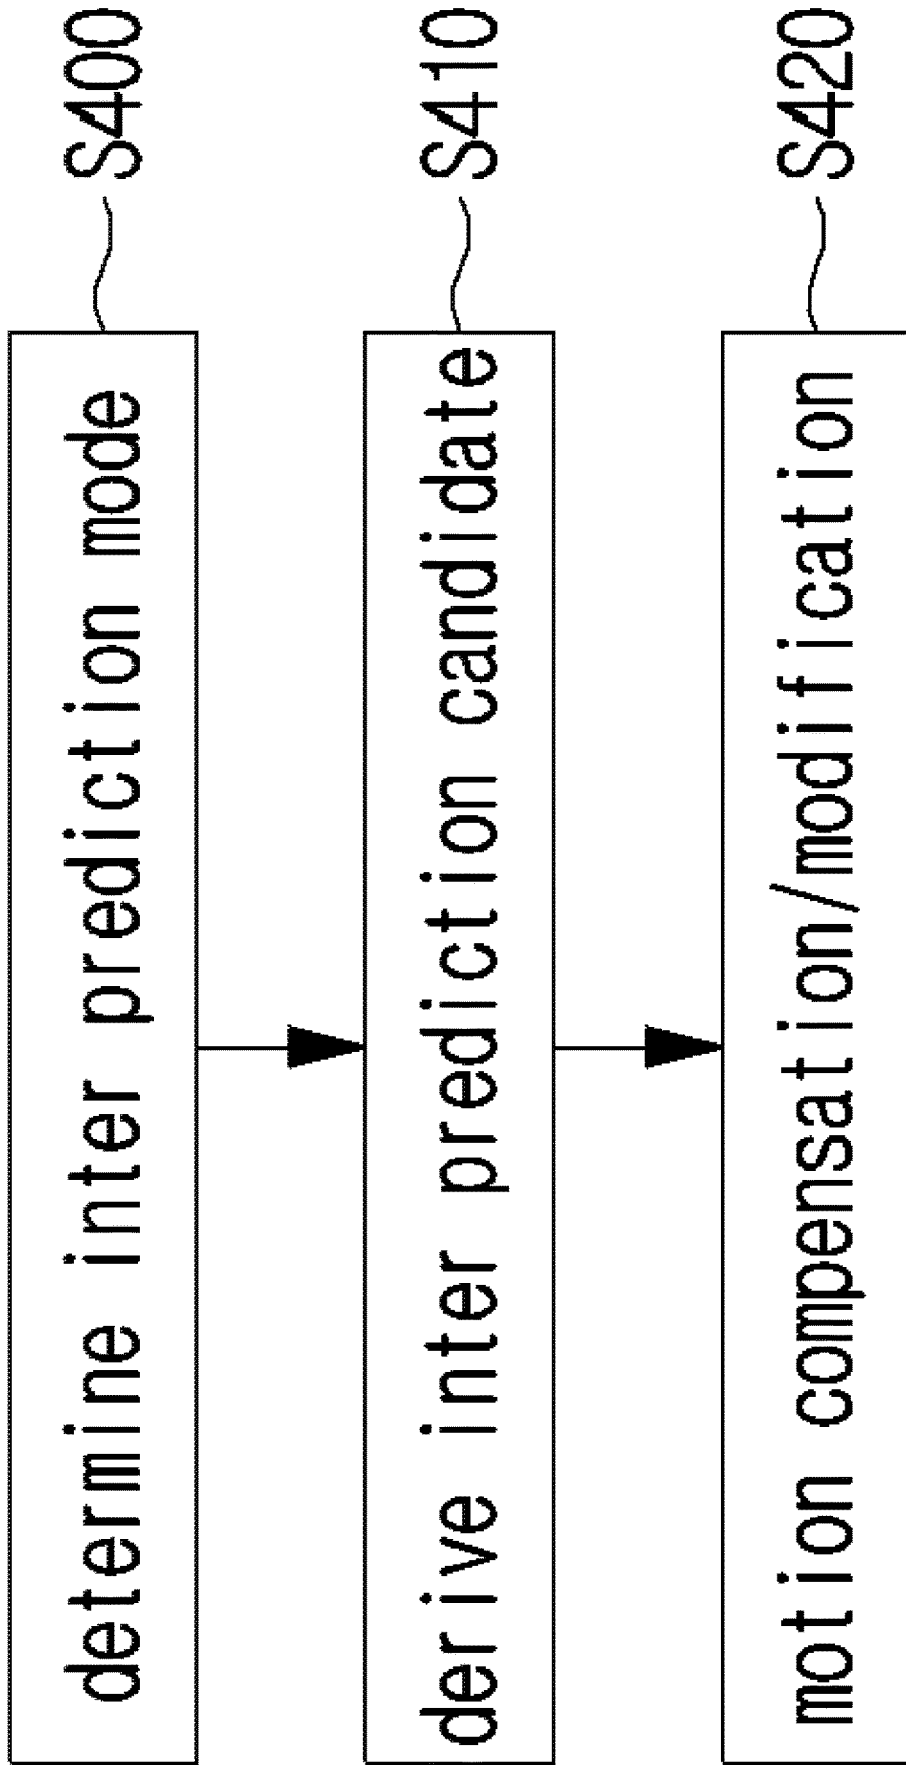 determine inter prediction mode
S400
derive inter prediction candidate
S410
motion compensation/modification
S420